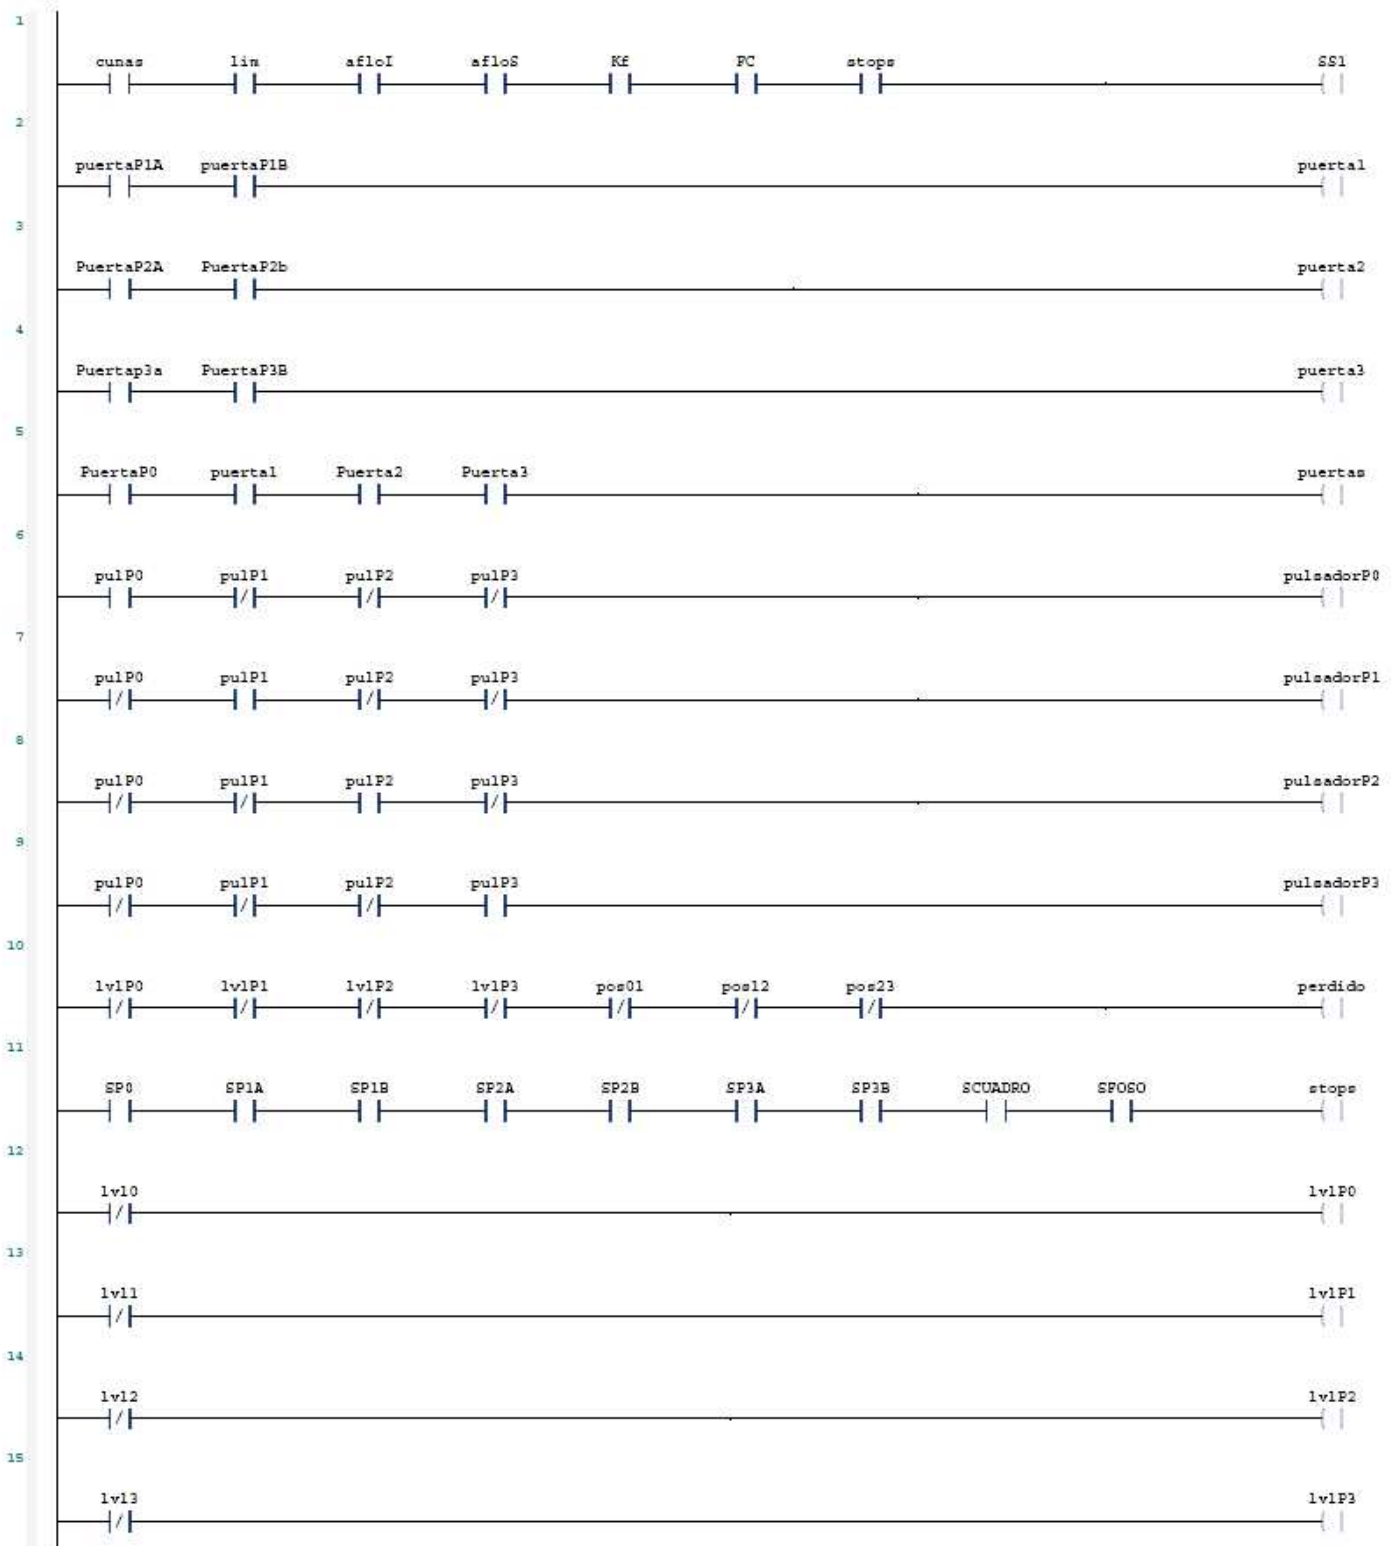 1
cunas lim afloI afloS Kf FC stops SS1
2
puertaP1A puertaP1B puerta1
3
PuertaP2A PuertaP2b puerta2
4
Puertap3a PuertaP3B puerta3
5
PuertaP0 puerta1 Puerta2 Puerta3 puertas
6
pulP0 pulP1 pulP2 pulP3 pulsadorP0
7
pulP0 pulP1 pulP2 pulP3 pulsadorP1
8
pulP0 pulP1 pulP2 pulP3 pulsadorP2
9
pulP0 pulP1 pulP2 pulP3 pulsadorP3
10
lvlP0 lvlP1 lvlP2 lvlP3 pos01 pos12 pos23 perdido
11
SP0 SP1A SP1B SP2A SP2B SP3A SP3B SCUADRO SFOSO stops
12
lvl0 lvlP0
13
lvl1 lvlP1
14
lvl2 lvlP2
15
lvl3 lvlP3